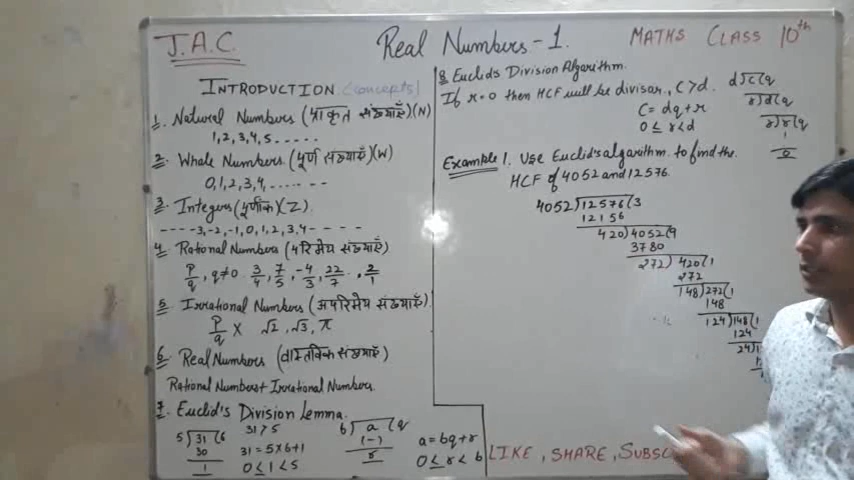 J.A.C.
Real Numbers-1.
MATHS CLASS 10th
INTRODUCTION (concepts)
1. Natural Numbers (प्राकृत संख्याएँ)(N)
1,2,3,4,5.....
2. Whole Numbers (पूर्ण संख्याएँ)(W)
0,1,2,3,4,.......
3. Integers (पूर्णांक)(Z).
----3,-2,-1,0,1,2,3,4-....
4. Rational Numbers (परिमेय संख्याएँ)
p/q, q≠0 3/4, 7/5, -4/3, 22/7, 2/1
5. Irrational Numbers (अपरिमेय संख्याएँ)
p/q × √2, √3, π
6. Real Numbers (वास्तविक संख्याएँ)
Rational Numbers+ Irrational Numbers.
7. Euclid's Division Lemma.
5)31(6
30
1
31>5
31=5×6+1
0≤1<5
b)a(q
(-)
r
a=bq+r
0≤r<b
8 Euclids Division Algorithm.
If r=0 then HCF will be divisor., C>d.
C=dq+r
0≤r<d
d)c(q
r)d(q
r)r(q
1
0
Example 1. Use Euclid's algarithm. to find the.
HCF of 4052 and 12576.
4052)12576(3
12156
420)4052(9
3780
272)420(1
272
148)272(1
148
124)148(1
124
24)1
LIKE, SHARE, SUBSC